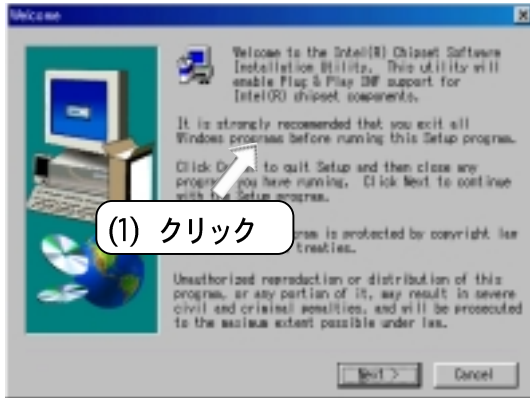 Welcome
Welcome to the Intel(R) Chipset Software
Installation Utility. This utility will
enable Plug & Play INF support for
Intel(R) chipset components.
It is strongly recommended that you exit all
Windows programs before running this Setup program.
Click to quit Setup and then close any
you have running. Click Next to continue
with the Setup program.
(1) クリック
is protected by copyright law
treaties.
Unauthorized reproduction or distribution of this
program, or any portion of it, may result in severe
civil and criminal penalties, and will be prosecuted
to the maximum extent possible under law.
Next >
Cancel